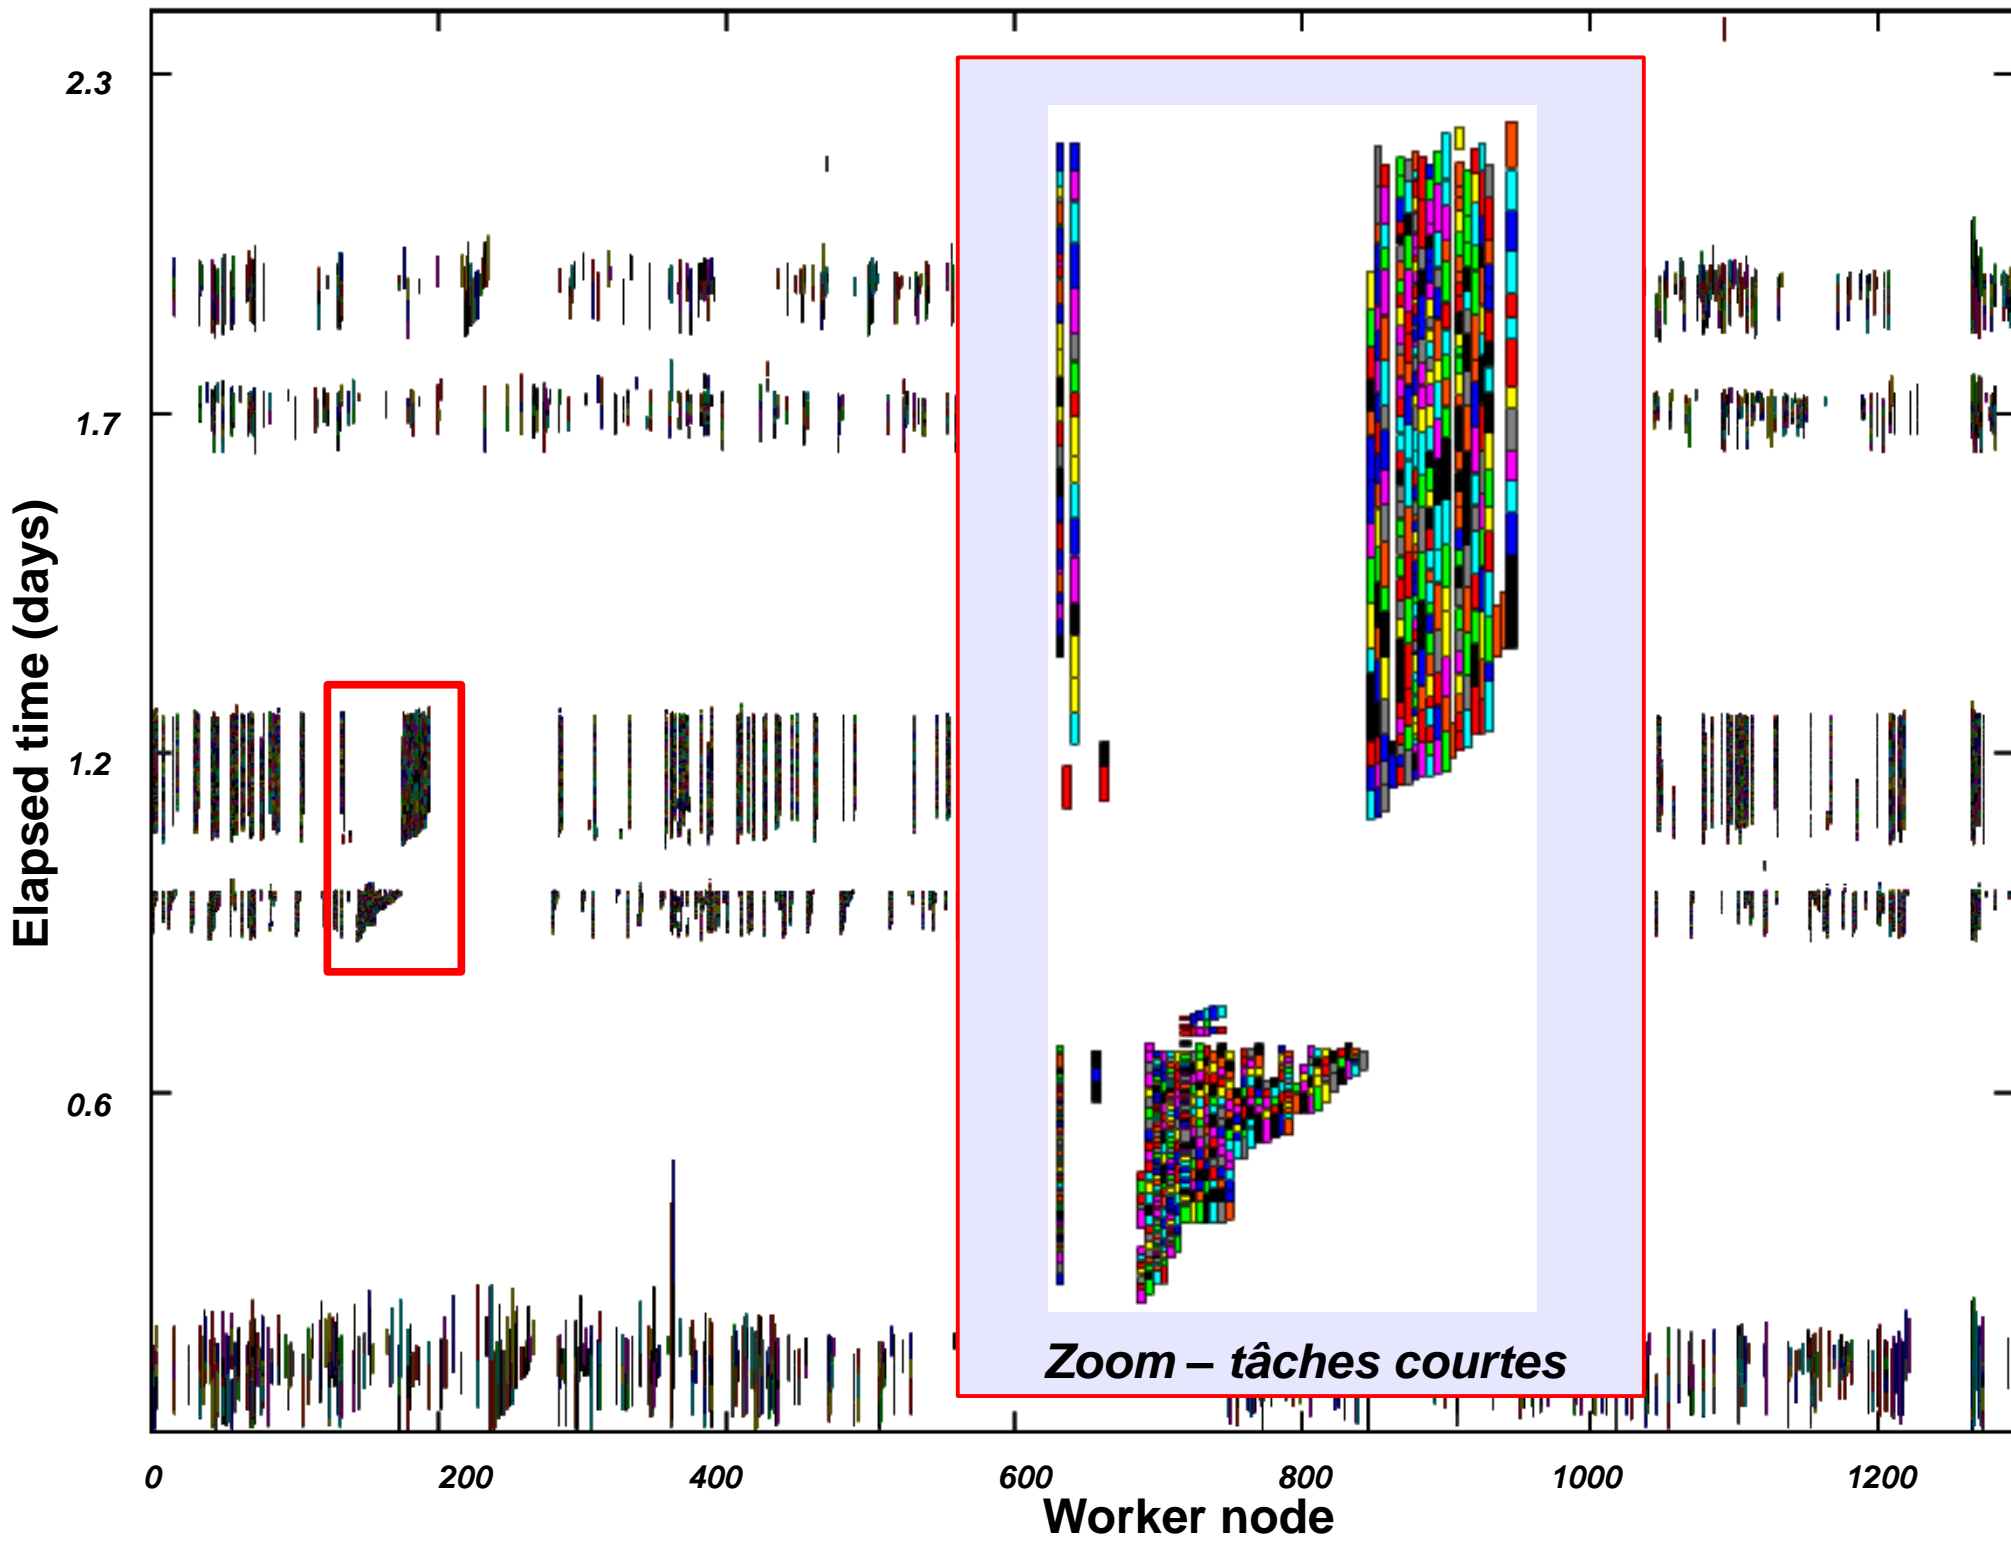 2.3
1.7
1.2
0.6
Elapsed time (days)
Zoom – tâches courtes
0 200 400 600 800 1000 1200
Worker node